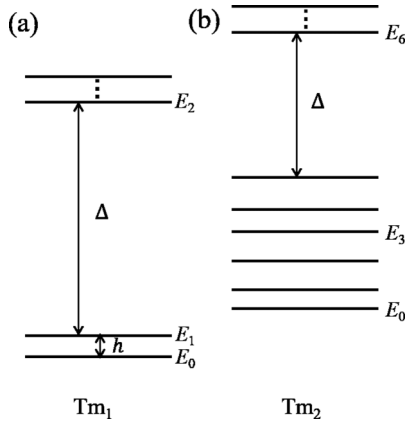 (a)
E₂
Δ
E₁
h
E₀
Tm₁
(b)
E₆
Δ
E₃
E₀
Tm₂